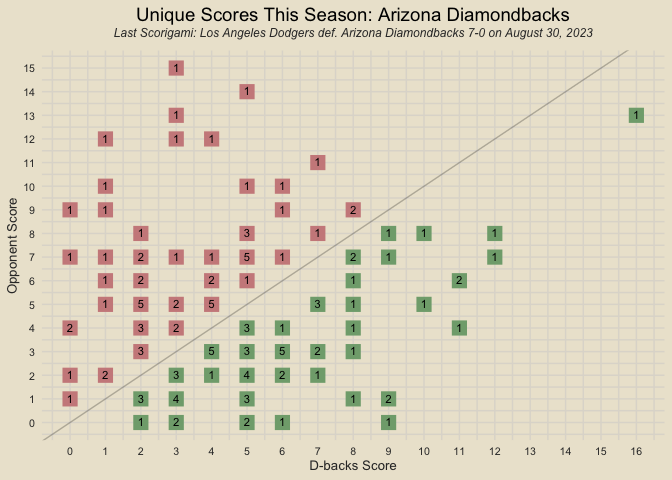 Unique Scores This Season: Arizona Diamondbacks
Last Scorigami: Los Angeles Dodgers def. Arizona Diamondbacks 7-0 on August 30, 2023
Opponent Score
15 1
14 1
13 1 1
12 1 1 1
11 1
10 1 1 1
9 1 1 1 2
8 1 3 1 1 1 1
7 1 1 2 1 1 5 1 2 1 1
6 1 2 2 1 1 2
5 1 5 2 5 3 1 1
4 2 3 2 3 1 1 1
3 3 5 3 5 2 1
2 1 2 3 1 4 2 1
1 1 3 4 3 1 2
0 1 2 2 1 1
0 1 2 3 4 5 6 7 8 9 10 11 12 13 14 15 16
D-backs Score